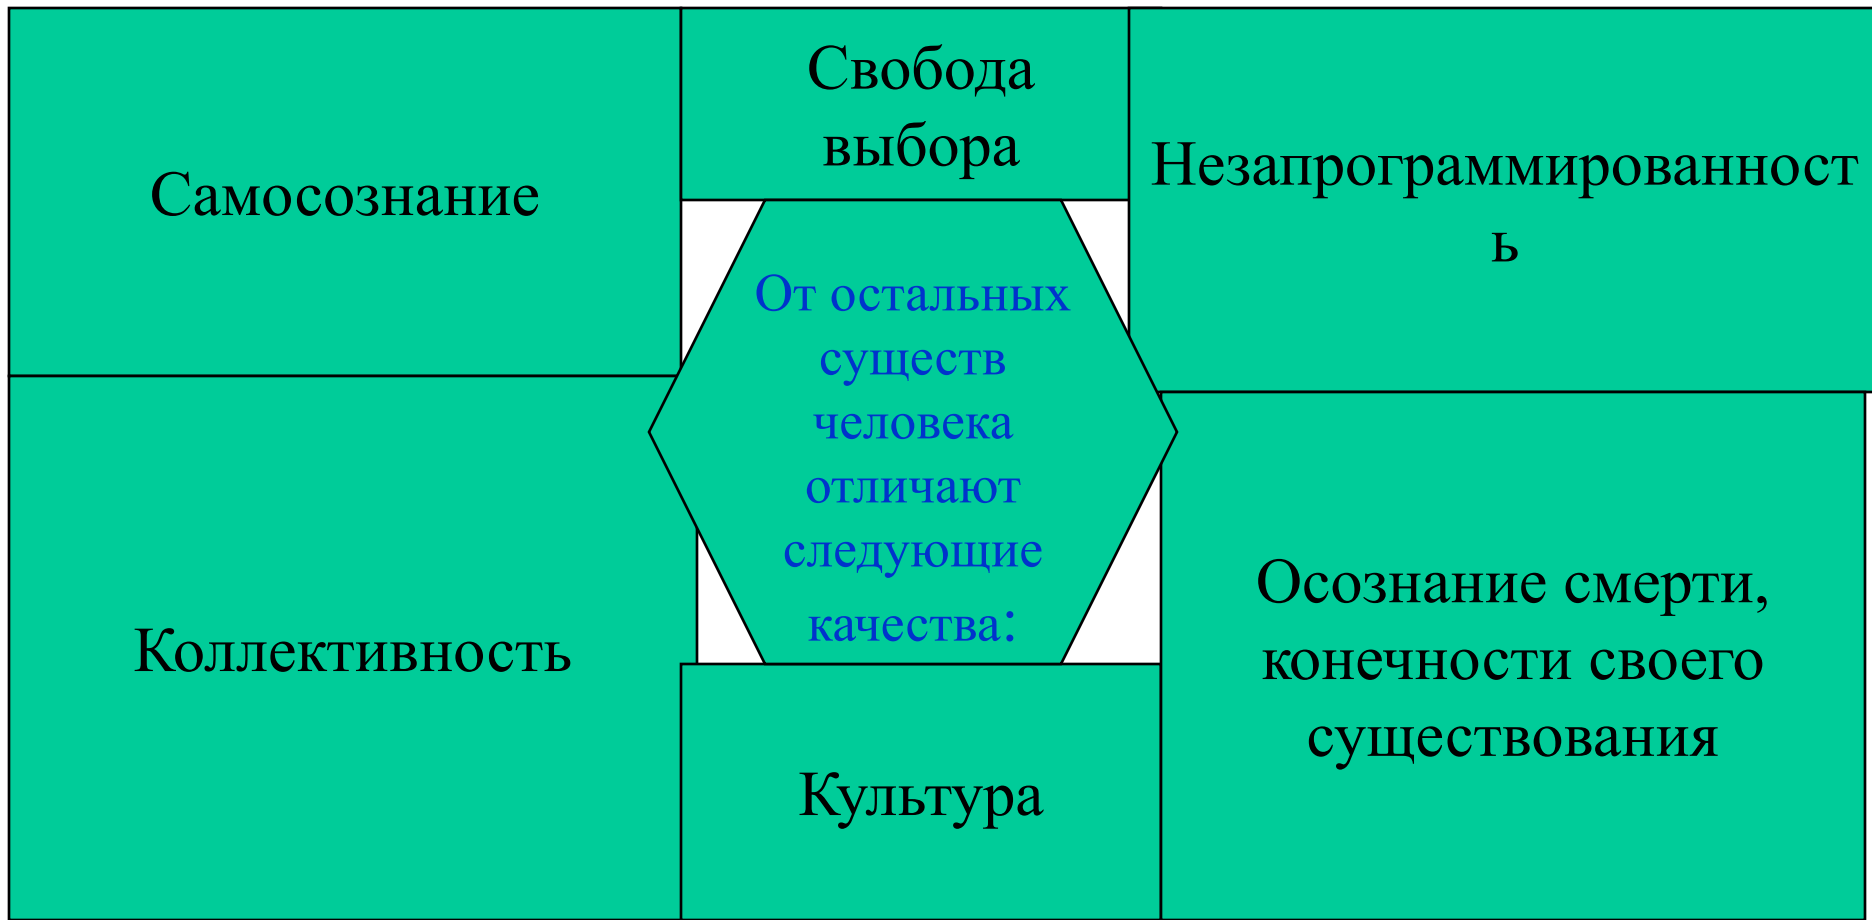 Самосознание
Свобода
выбора
Незапрограммированност
ь
От остальных
существ
человека
отличают
следующие
качества:
Коллективность
Культура
Осознание смерти,
конечности своего
существования